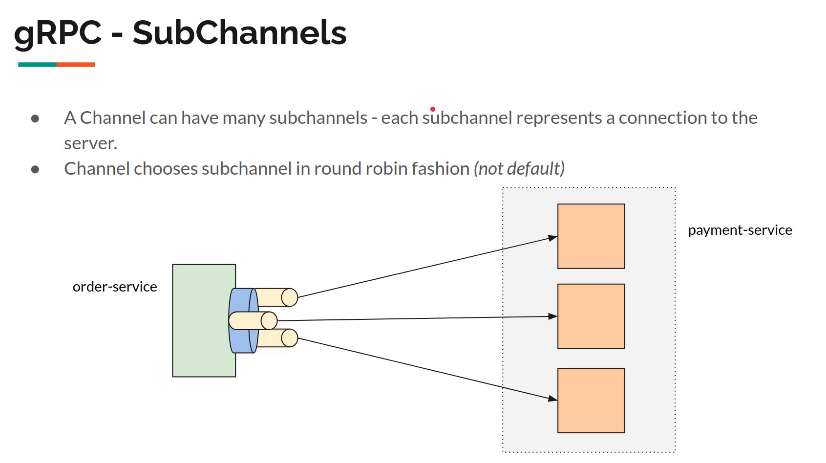 gRPC - SubChannels
● A Channel can have many subchannels - each subchannel represents a connection to the
server.
● Channel chooses subchannel in round robin fashion (not default)
payment-service
order-service